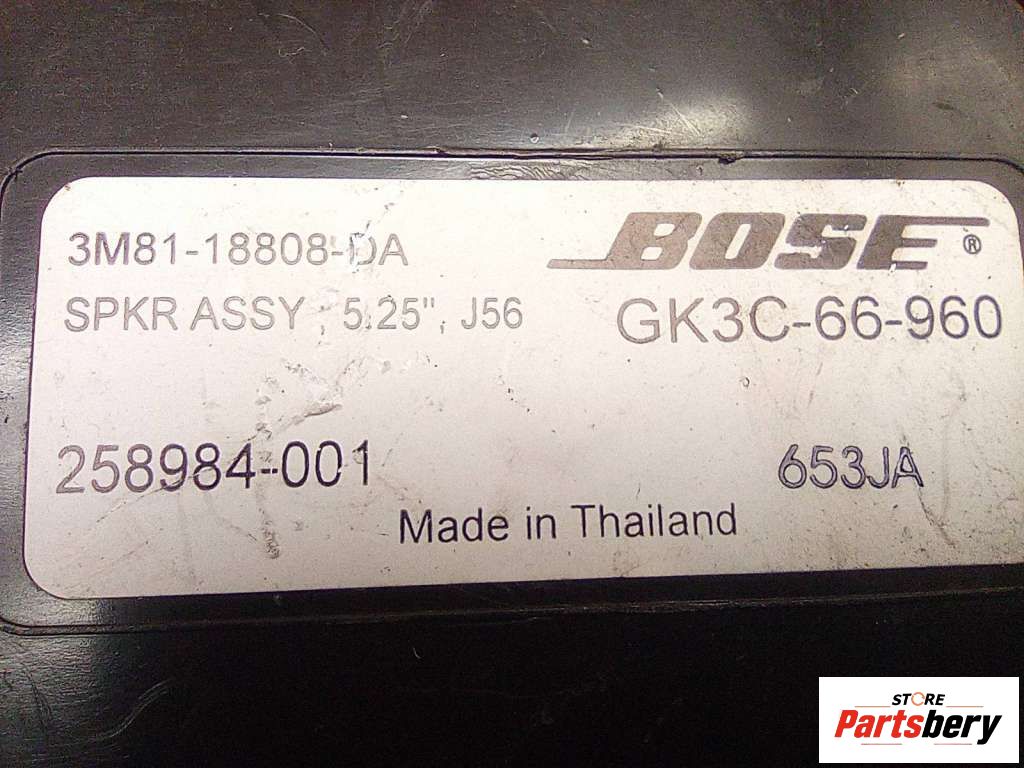 3M81-18808-DA
BOSE ®
SPKR ASSY , 5.25", J56
GK3C-66-960
258984-001
653JA
Made in Thailand
STORE
Partsbery